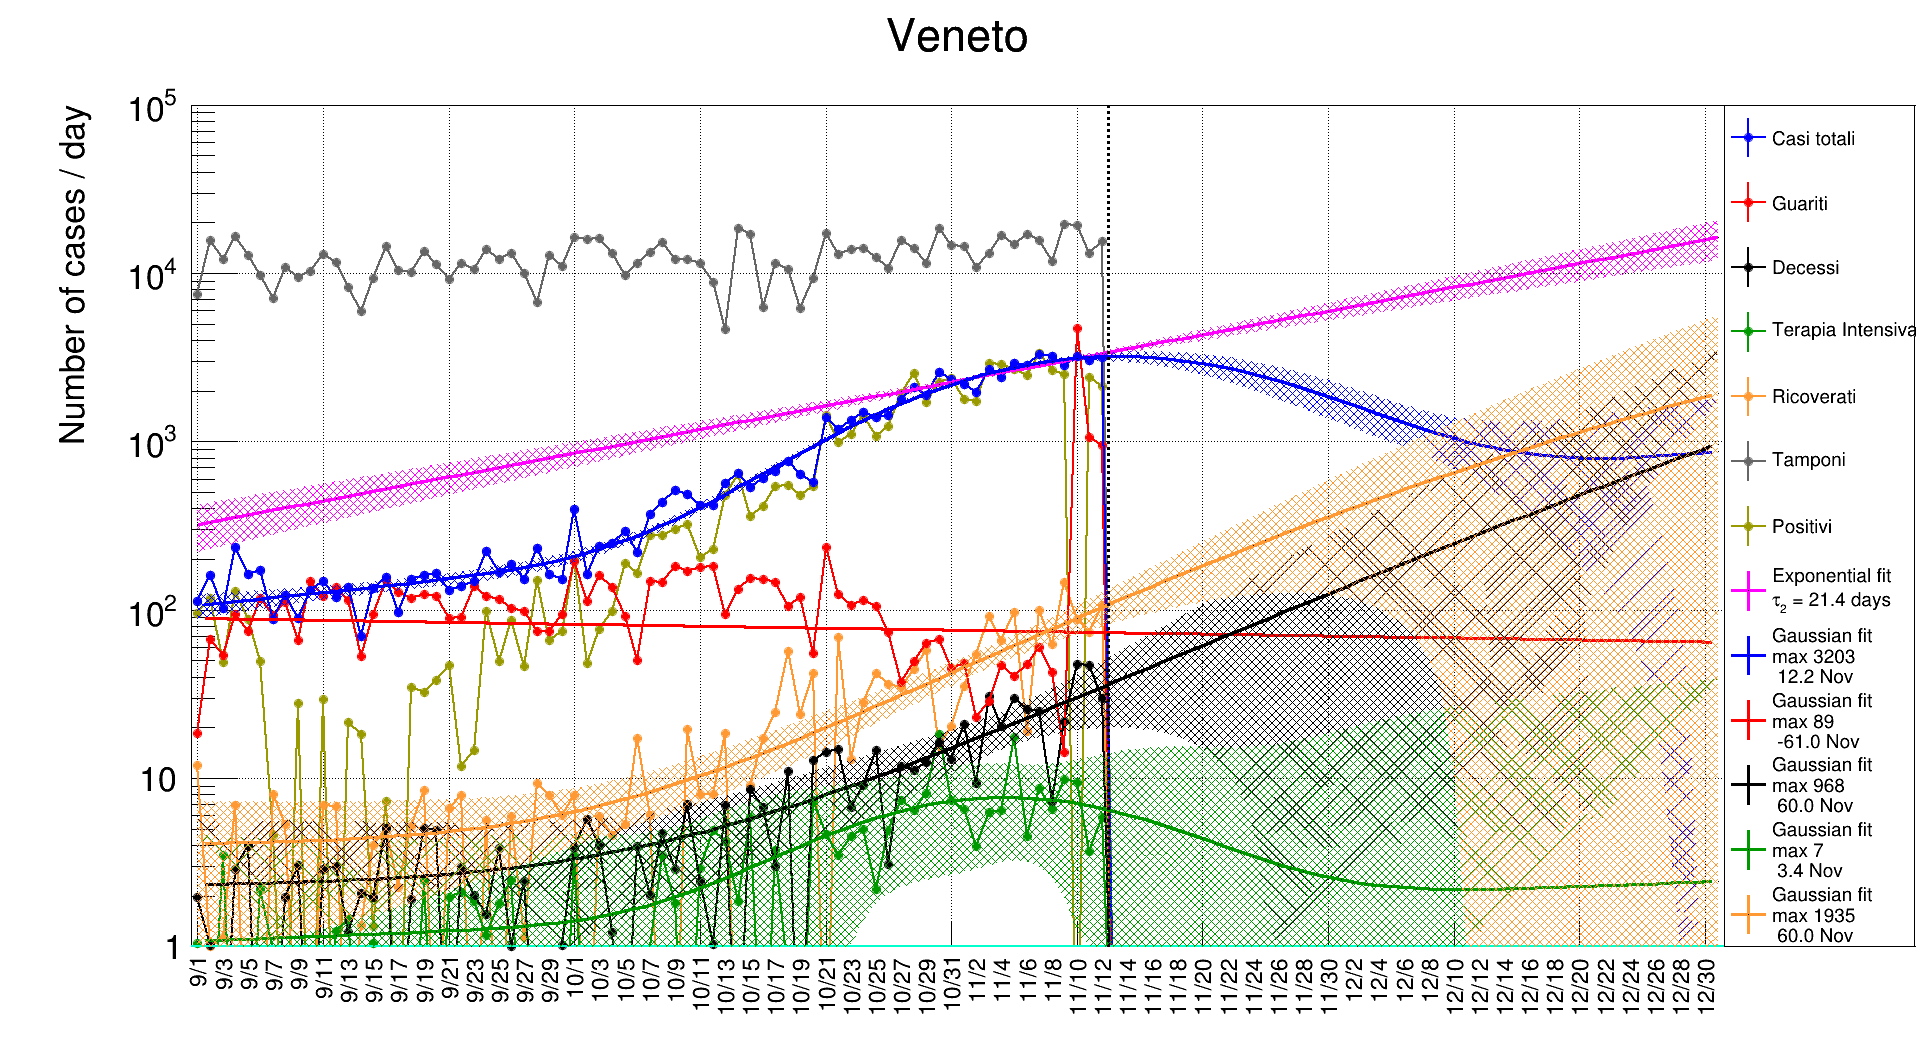 Veneto
Number of cases / day
10^5
10^4
10^3
10^2
10
1
9/1
9/3
9/5
9/7
9/9
9/11
9/13
9/15
9/17
9/19
9/21
9/23
9/25
9/27
9/29
10/1
10/3
10/5
10/7
10/9
10/11
10/13
10/15
10/17
10/19
10/21
10/23
10/25
10/27
10/29
10/31
11/2
11/4
11/6
11/8
11/10
11/12
11/14
11/16
11/18
11/20
11/22
11/24
11/26
11/28
11/30
12/2
12/4
12/6
12/8
12/10
12/12
12/14
12/16
12/18
12/20
12/22
12/24
12/26
12/28
12/30
Casi totali
Guariti
Decessi
Terapia Intensiva
Ricoverati
Tamponi
Positivi
Exponential fit
τ₂ = 21.4 days
Gaussian fit
max 3203
12.2 Nov
Gaussian fit
max 89
-61.0 Nov
Gaussian fit
max 968
60.0 Nov
Gaussian fit
max 7
3.4 Nov
Gaussian fit
max 1935
60.0 Nov